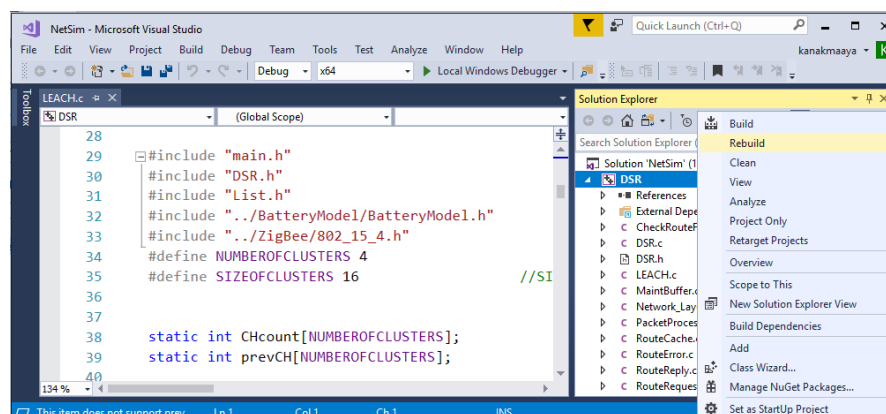 NetSim - Microsoft Visual Studio
Quick Launch (Ctrl+Q)
File Edit View Project Build Debug Team Tools Test Analyze Window Help
kanakmaaya K
Debug x64 Local Windows Debugger
Toolbox
LEACH.c
DSR (Global Scope)
28
29 #include "main.h"
30 #include "DSR.h"
31 #include "List.h"
32 #include "../BatteryModel/BatteryModel.h"
33 #include "../ZigBee/802_15_4.h"
34 #define NUMBEROFCLUSTERS 4
35 #define SIZEOFCLUSTERS 16 //SI
36
37
38 static int CHcount[NUMBEROFCLUSTERS];
39 static int prevCH[NUMBEROFCLUSTERS];
40
134 %
This item does not support prev Ln 1 Col 1 Ch 1 INS
Solution Explorer
Search Solution Explorer (
Solution 'NetSim' (1
DSR
References
External Depe
CheckRouteF
DSR.c
DSR.h
LEACH.c
MaintBuffer.c
Network_Lay
PacketProces
RouteCache.
RouteError.c
RouteReply.c
RouteReques
Build
Rebuild
Clean
View
Analyze
Project Only
Retarget Projects
Overview
Scope to This
New Solution Explorer View
Build Dependencies
Add
Class Wizard...
Manage NuGet Packages...
Set as StartUp Project